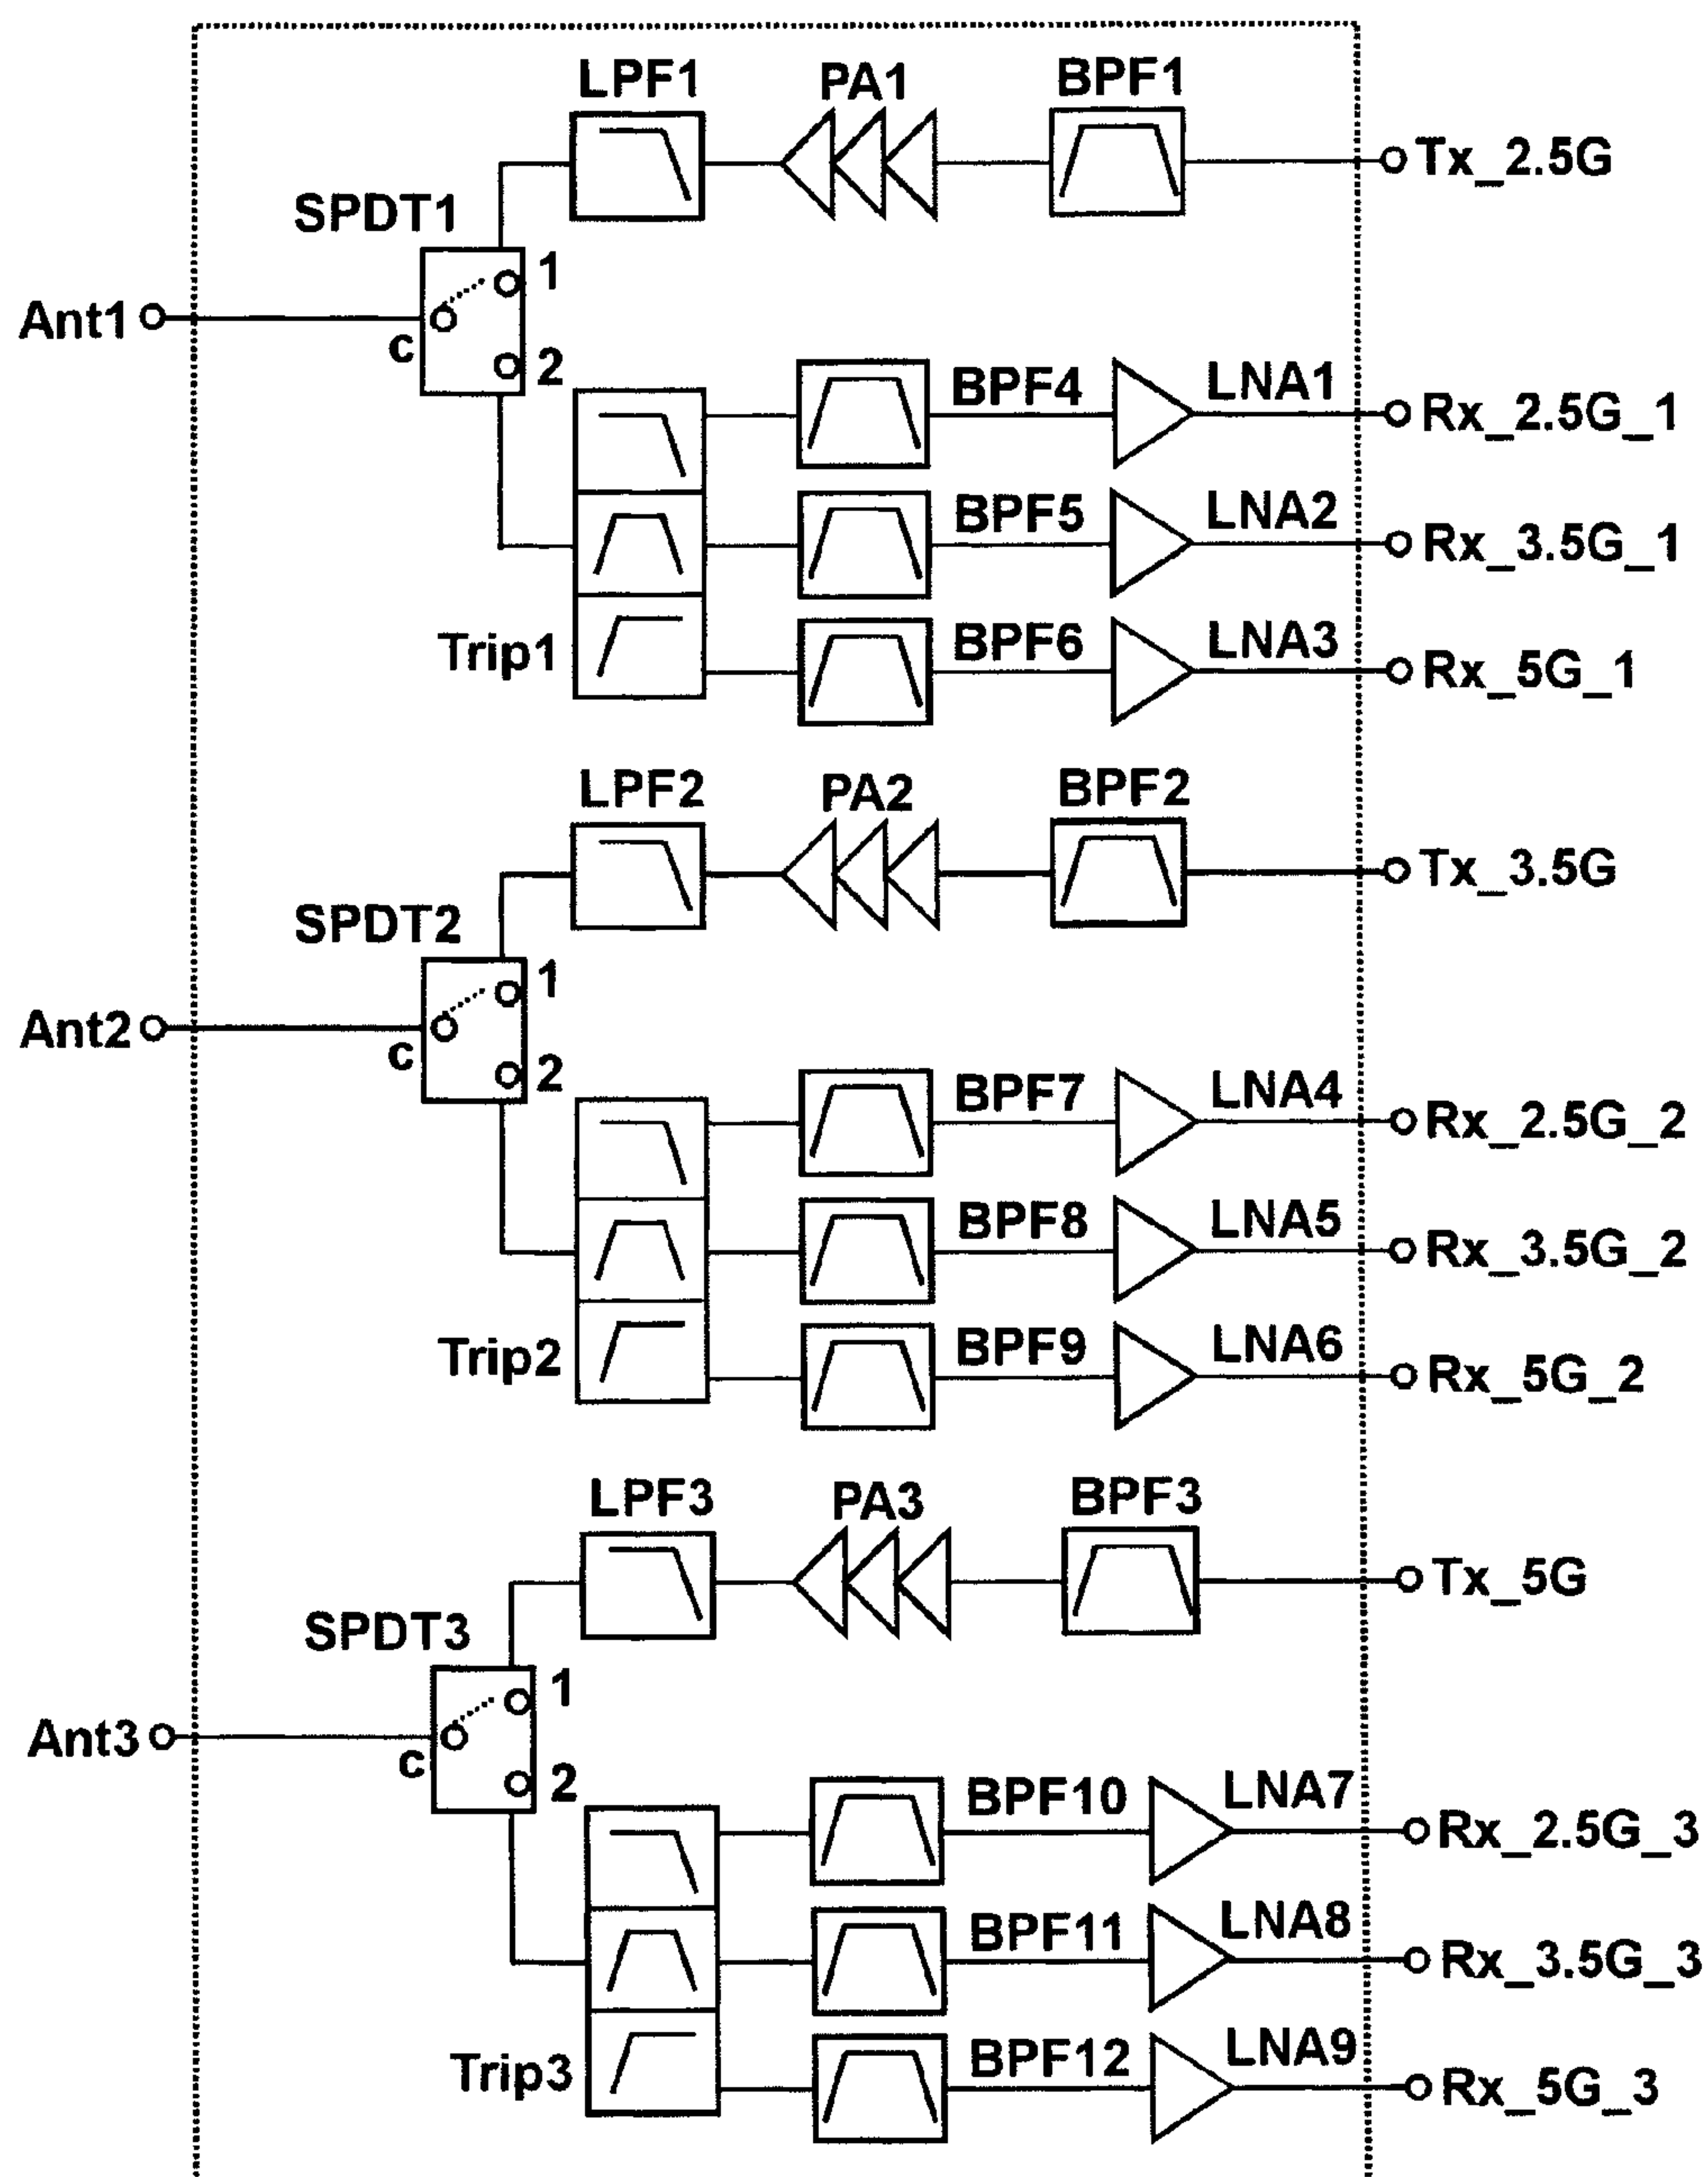 LPF1 PA1 BPF1
Tx_2.5G
SPDT1
1
Ant1
c
2
BPF4 LNA1 Rx_2.5G_1
BPF5 LNA2 Rx_3.5G_1
Trip1 BPF6 LNA3 Rx_5G_1
LPF2 PA2 BPF2
Tx_3.5G
SPDT2
1
Ant2
c
2
BPF7 LNA4 Rx_2.5G_2
BPF8 LNA5 Rx_3.5G_2
Trip2 BPF9 LNA6 Rx_5G_2
LPF3 PA3 BPF3
Tx_5G
SPDT3
1
Ant3
c
2
BPF10 LNA7 Rx_2.5G_3
BPF11 LNA8 Rx_3.5G_3
Trip3 BPF12 LNA9 Rx_5G_3